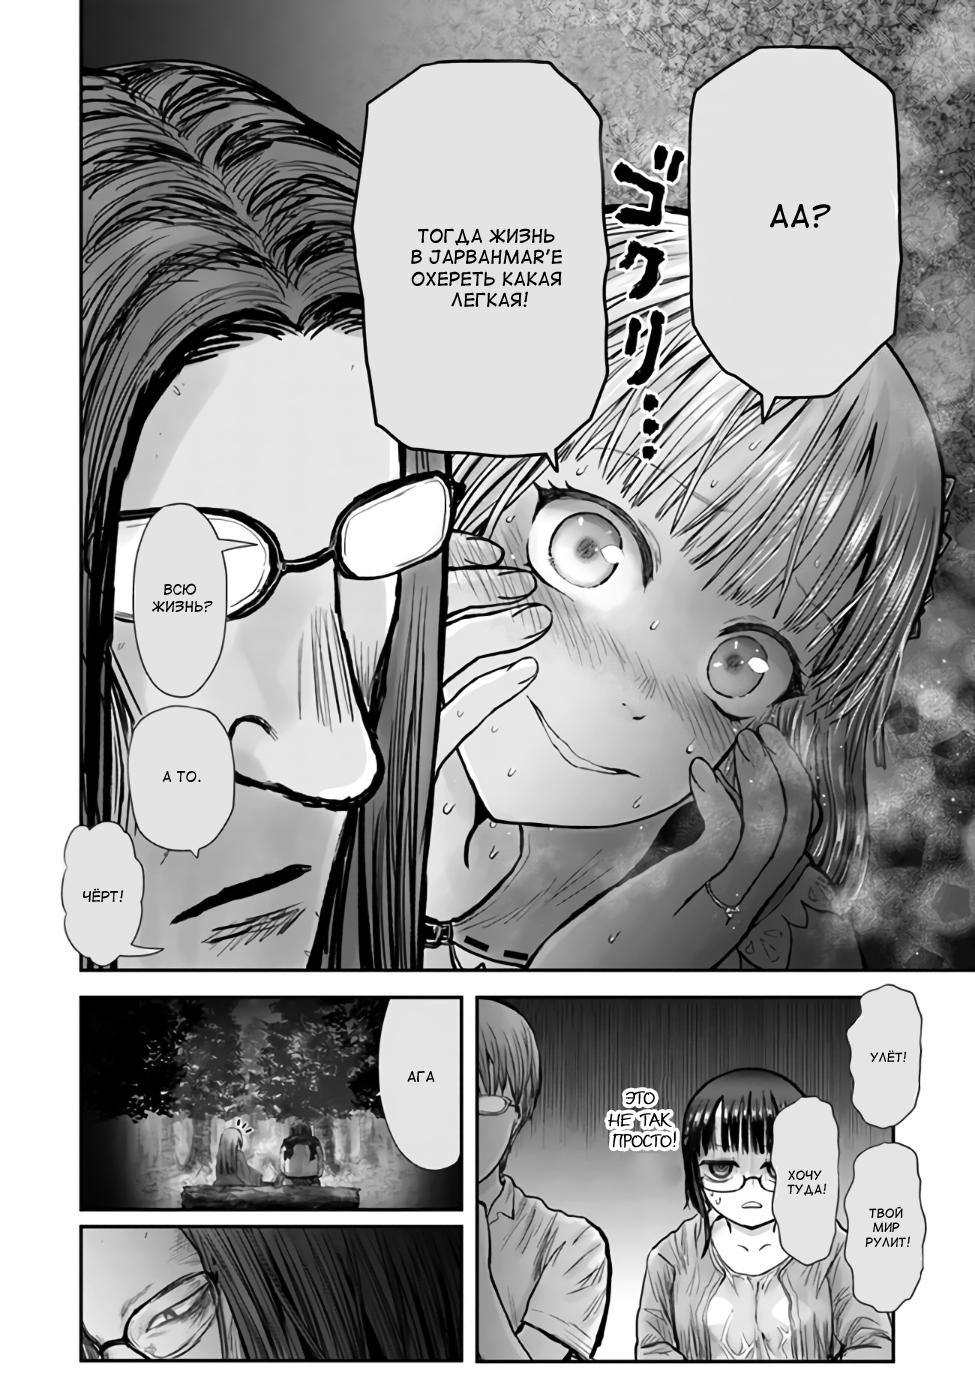 АА?
ゴクリ...
ТОГДА ЖИЗНЬ
В JAPBAHMAR'Е
ОХЕРЕТЬ КАКАЯ
ЛЕГКАЯ!
ВСЮ
ЖИЗНЬ?
А ТО.
ЧЁРТ!
УЛЁТ!
ТВОЙ
МИР
РУЛИТ!
ХОЧУ
ТУДА!
ЭТО
НЕ ТАК
ПРОСТО!
АГА